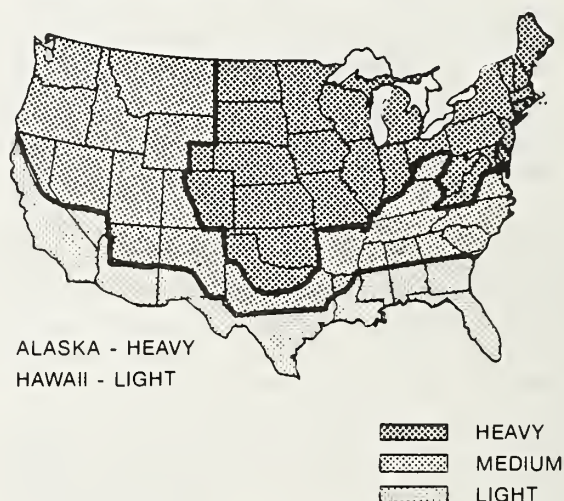 ALASKA - HEAVY
HAWAII - LIGHT
HEAVY
MEDIUM
LIGHT